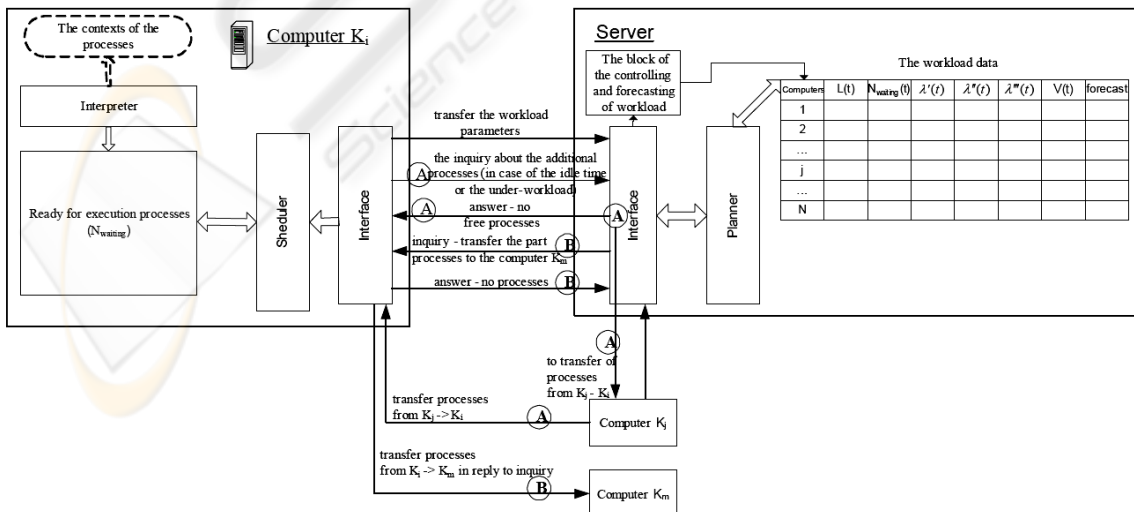 The contexts of the
processes
Computer Ki
Interpreter
Ready for execution processes
(Nwaiting)
Sheduler
Interface
transfer the workload
parameters
A
the inquiry about the additional
processes (in case of the idle time
or the under-workload)
A
answer - no
free processes
A
inquiry - transfer the part
processes to the computer Km
B
answer - no processes
B
Server
The block of
the controlling
and forecasting
of workload
Interface
Planner
The workload data
Computers L(t) Nwaiting(t) λ'(t) λ''(t) λ'''(t) V(t) forecast
1
2
...
j
...
N
A
to transfer of
processes
from Kj - Ki
transfer processes
from Kj -> Ki
A
Computer Kj
transfer processes
from Ki -> Km in reply to inquiry
B
Computer Km
Science